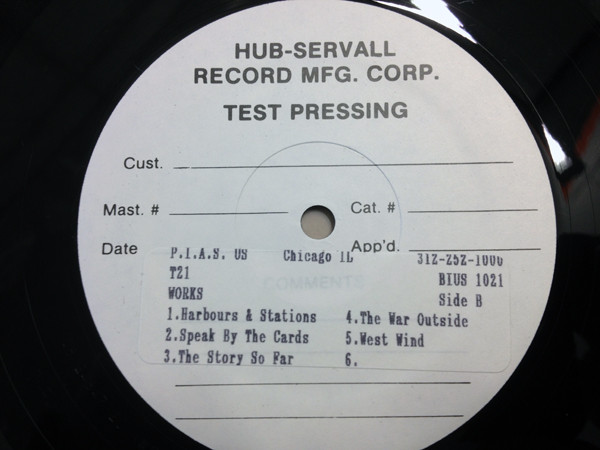 HUB-SERVALL
RECORD MFG. CORP.
TEST PRESSING
Cust.
Mast. # Cat. #
Date App'd.
P.I.A.S. US Chicago IL 312-252-1000
T21 BIUS 1021
COMMENTS
WORKS Side B
1.Harbours & Stations 4.The War Outside
2.Speak By The Cards 5.West Wind
3.The Story So Far 6.